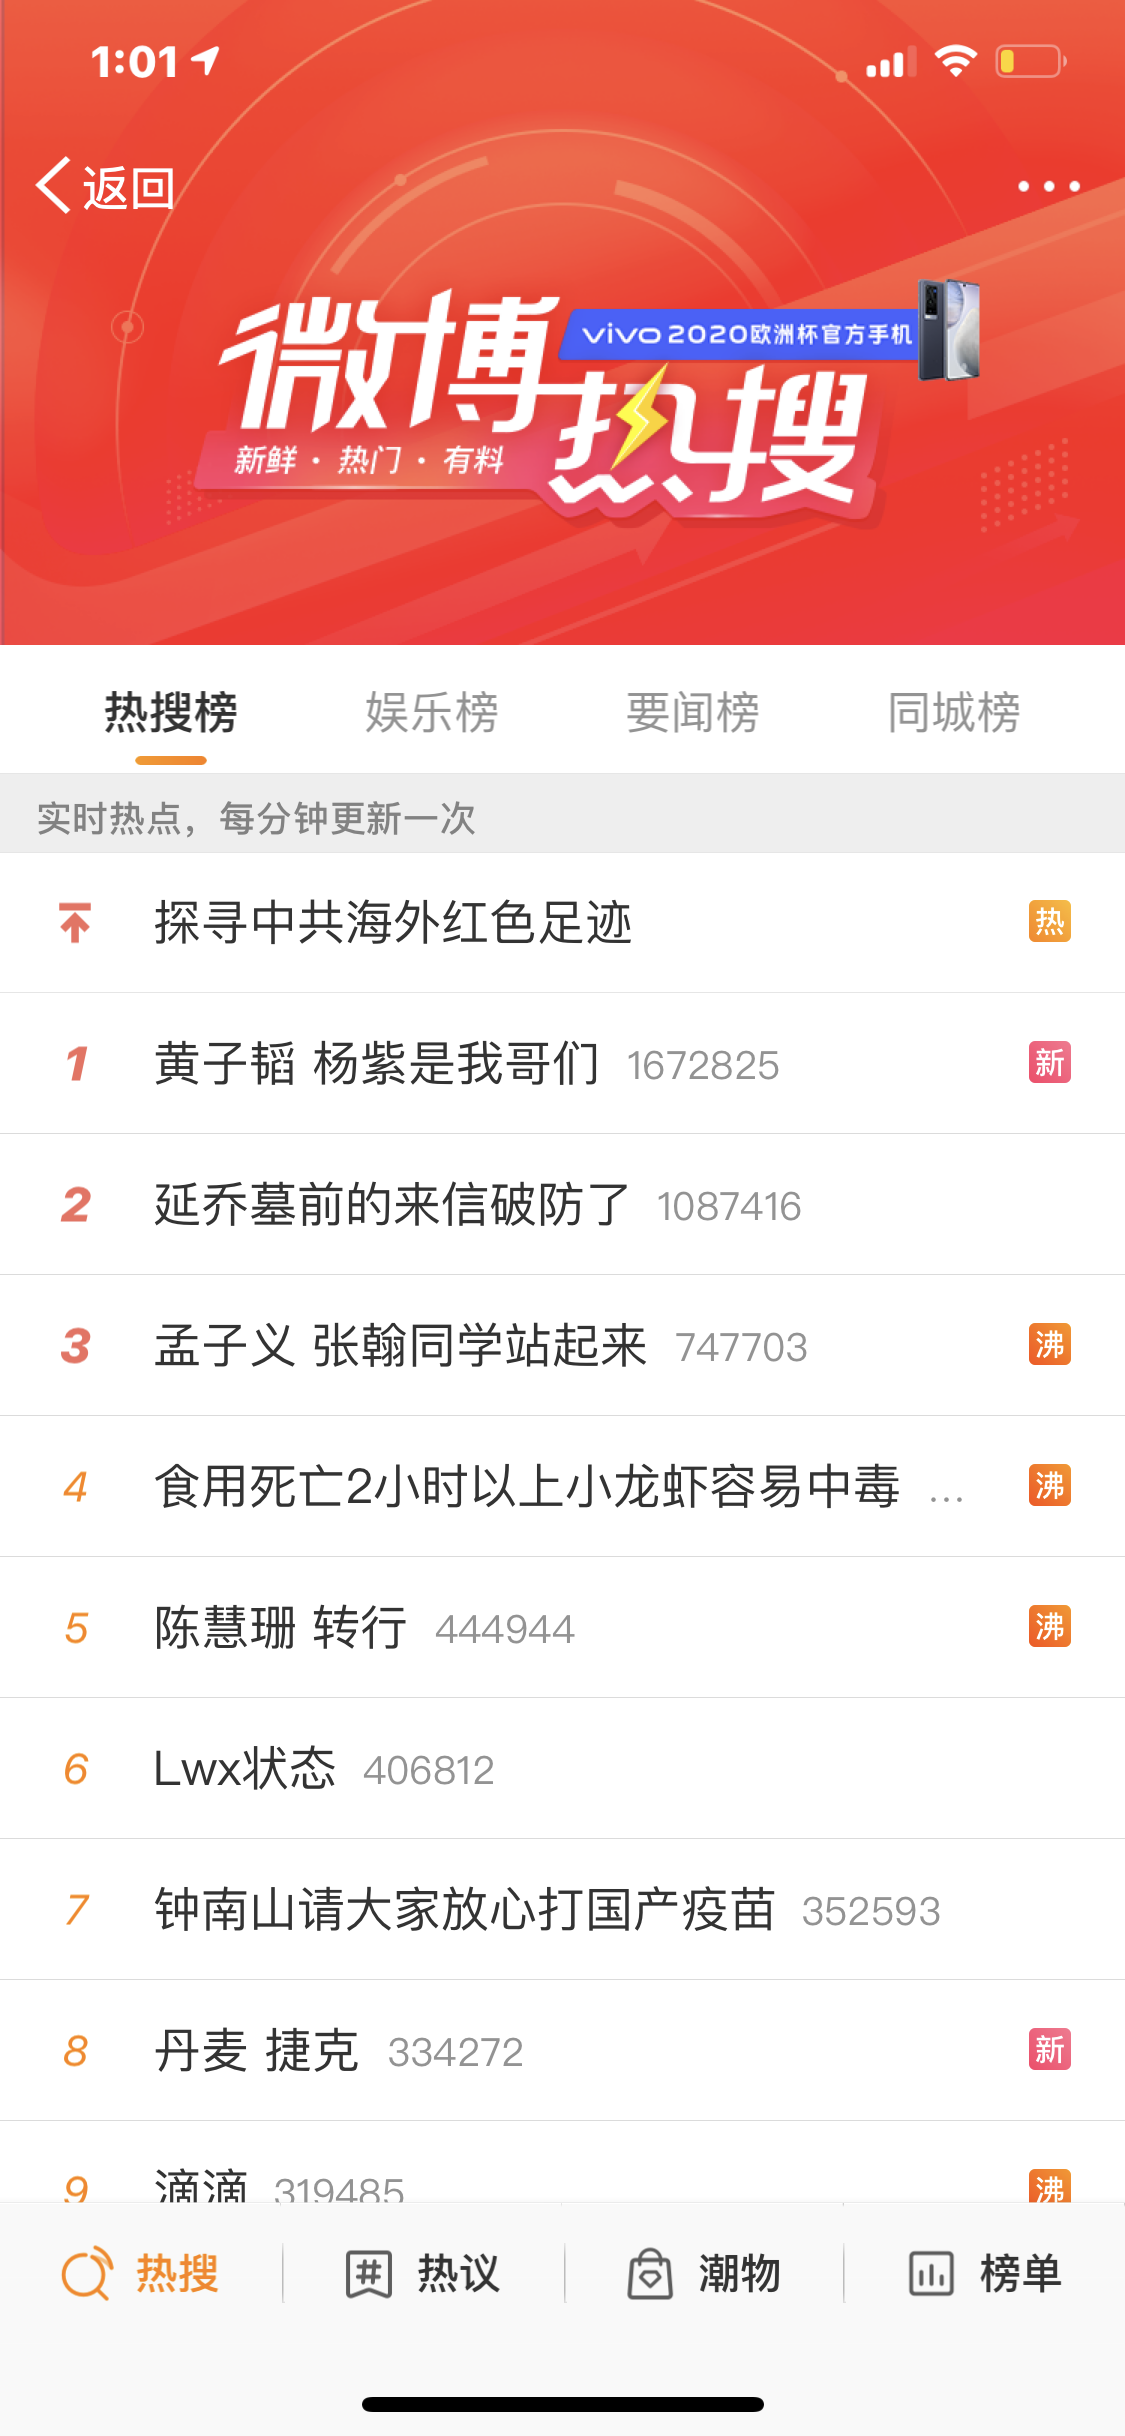 1:01
返回
微博热搜
vivo 2020欧洲杯官方手机
新鲜·热门·有料
热搜榜 娱乐榜 要闻榜 同城榜
实时热点，每分钟更新一次
探寻中共海外红色足迹 热
1 黄子韬 杨紫是我哥们 1672825 新
2 延乔墓前的来信破防了 1087416
3 孟子义 张翰同学站起来 747703 沸
4 食用死亡2小时以上小龙虾容易中毒 ... 沸
5 陈慧珊 转行 444944 沸
6 Lwx状态 406812
7 钟南山请大家放心打国产疫苗 352593
8 丹麦 捷克 334272 新
9 滴滴 319485 沸
热搜 热议 潮物 榜单